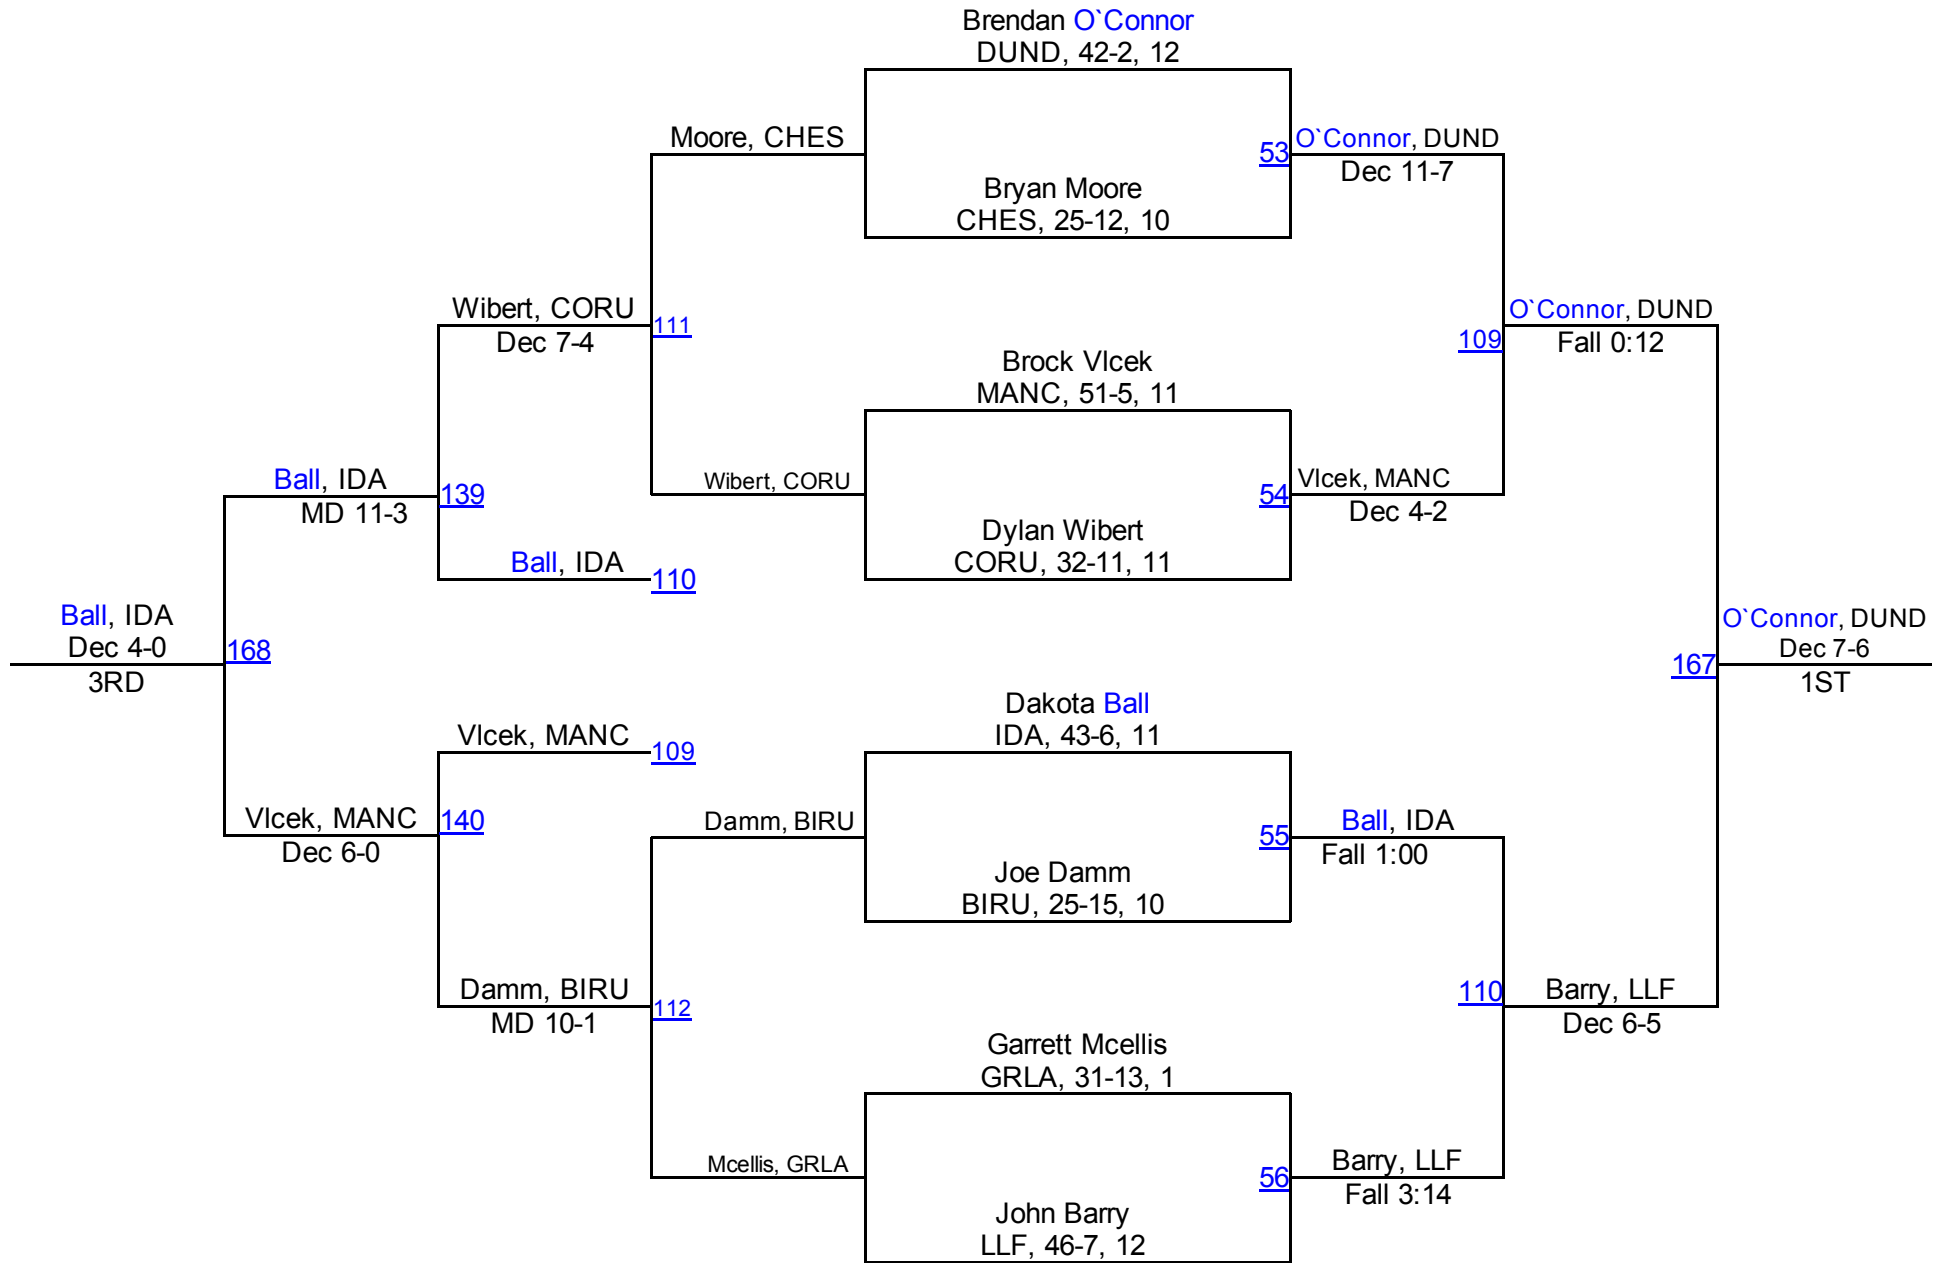 Brendan O`Connor
DUND, 42-2, 12
Moore, CHES
53
O`Connor, DUND
Dec 11-7
Bryan Moore
CHES, 25-12, 10
Wibert, CORU
Dec 7-4
111
O`Connor, DUND
109
Fall 0:12
Brock Vlcek
MANC, 51-5, 11
Ball, IDA
MD 11-3
139
Wibert, CORU
54
Vlcek, MANC
Dec 4-2
Dylan Wibert
CORU, 32-11, 11
Ball, IDA
110
Ball, IDA
Dec 4-0
3RD
168
O`Connor, DUND
Dec 7-6
167
1ST
Dakota Ball
IDA, 43-6, 11
Vlcek, MANC
109
Vlcek, MANC
Dec 6-0
140
Damm, BIRU
55
Ball, IDA
Fall 1:00
Joe Damm
BIRU, 25-15, 10
Damm, BIRU
MD 10-1
112
110
Barry, LLF
Dec 6-5
Garrett Mcellis
GRLA, 31-13, 1
Mcellis, GRLA
56
Barry, LLF
Fall 3:14
John Barry
LLF, 46-7, 12